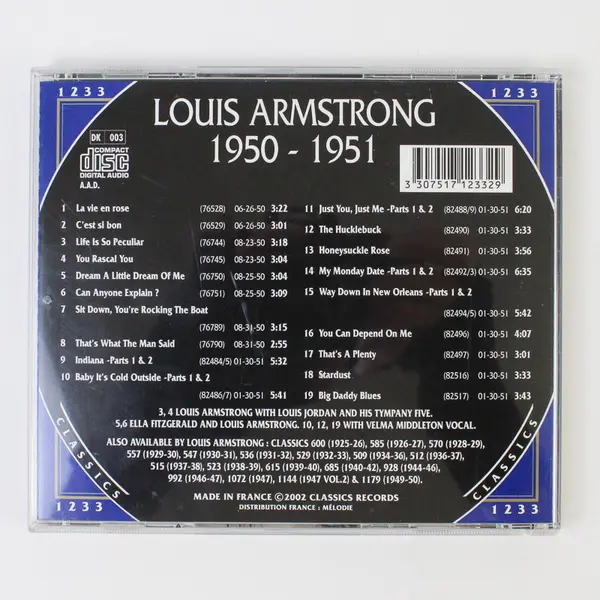 1233
1233
LOUIS ARMSTRONG
1950 - 1951
DK 003
COMPACT
disc
DIGITAL AUDIO
A.A.D.
3 307517 123329
1 La vie en rose (76528) 06-26-50 3:22
2 C'est si bon (76529) 06-26-50 3:01
3 Life Is So Peculiar (76744) 08-23-50 3:18
4 You Rascal You (76745) 08-23-50 3:04
5 Dream A Little Dream Of Me (76750) 08-25-50 3:04
6 Can Anyone Explain ? (76751) 08-25-50 3:09
7 Sit Down, You're Rocking The Boat
(76789) 08-31-50 3:15
8 That's What The Man Said (76790) 08-31-50 2:55
9 Indiana -Parts 1 & 2 (82484/5) 01-30-51 5:32
10 Baby It's Cold Outside -Parts 1 & 2
(82486/7) 01-30-51 5:41
11 Just You, Just Me -Parts 1 & 2 (82488/9) 01-30-51 6:20
12 The Hucklebuck (82490) 01-30-51 3:33
13 Honeysuckle Rose (82491) 01-30-51 3:56
14 My Monday Date -Parts 1 & 2 (82492/3) 01-30-51 6:35
15 Way Down In New Orleans -Parts 1 & 2
(82494/5) 01-30-51 5:42
16 You Can Depend On Me (82496) 01-30-51 4:07
17 That's A Plenty (82497) 01-30-51 3:01
18 Stardust (82516) 01-30-51 3:33
19 Big Daddy Blues (82517) 01-30-51 3:43
3, 4 LOUIS ARMSTRONG WITH LOUIS JORDAN AND HIS TYMPANY FIVE.
5,6 ELLA FITZGERALD AND LOUIS ARMSTRONG. 10, 12, 19 WITH VELMA MIDDLETON VOCAL.
ALSO AVAILABLE BY LOUIS ARMSTRONG : CLASSICS 600 (1925-26), 585 (1926-27), 570 (1928-29),
557 (1929-30), 547 (1930-31), 536 (1931-32), 529 (1932-33), 509 (1934-36), 512 (1936-37),
515 (1937-38), 523 (1938-39), 615 (1939-40), 685 (1940-42), 928 (1944-46),
992 (1946-47), 1072 (1947), 1144 (1947 VOL.2) & 1179 (1949-50).
MADE IN FRANCE ©2002 CLASSICS RECORDS
DISTRIBUTION FRANCE : MÉLODIE
CLASSICS
CLASSICS
1233
1233